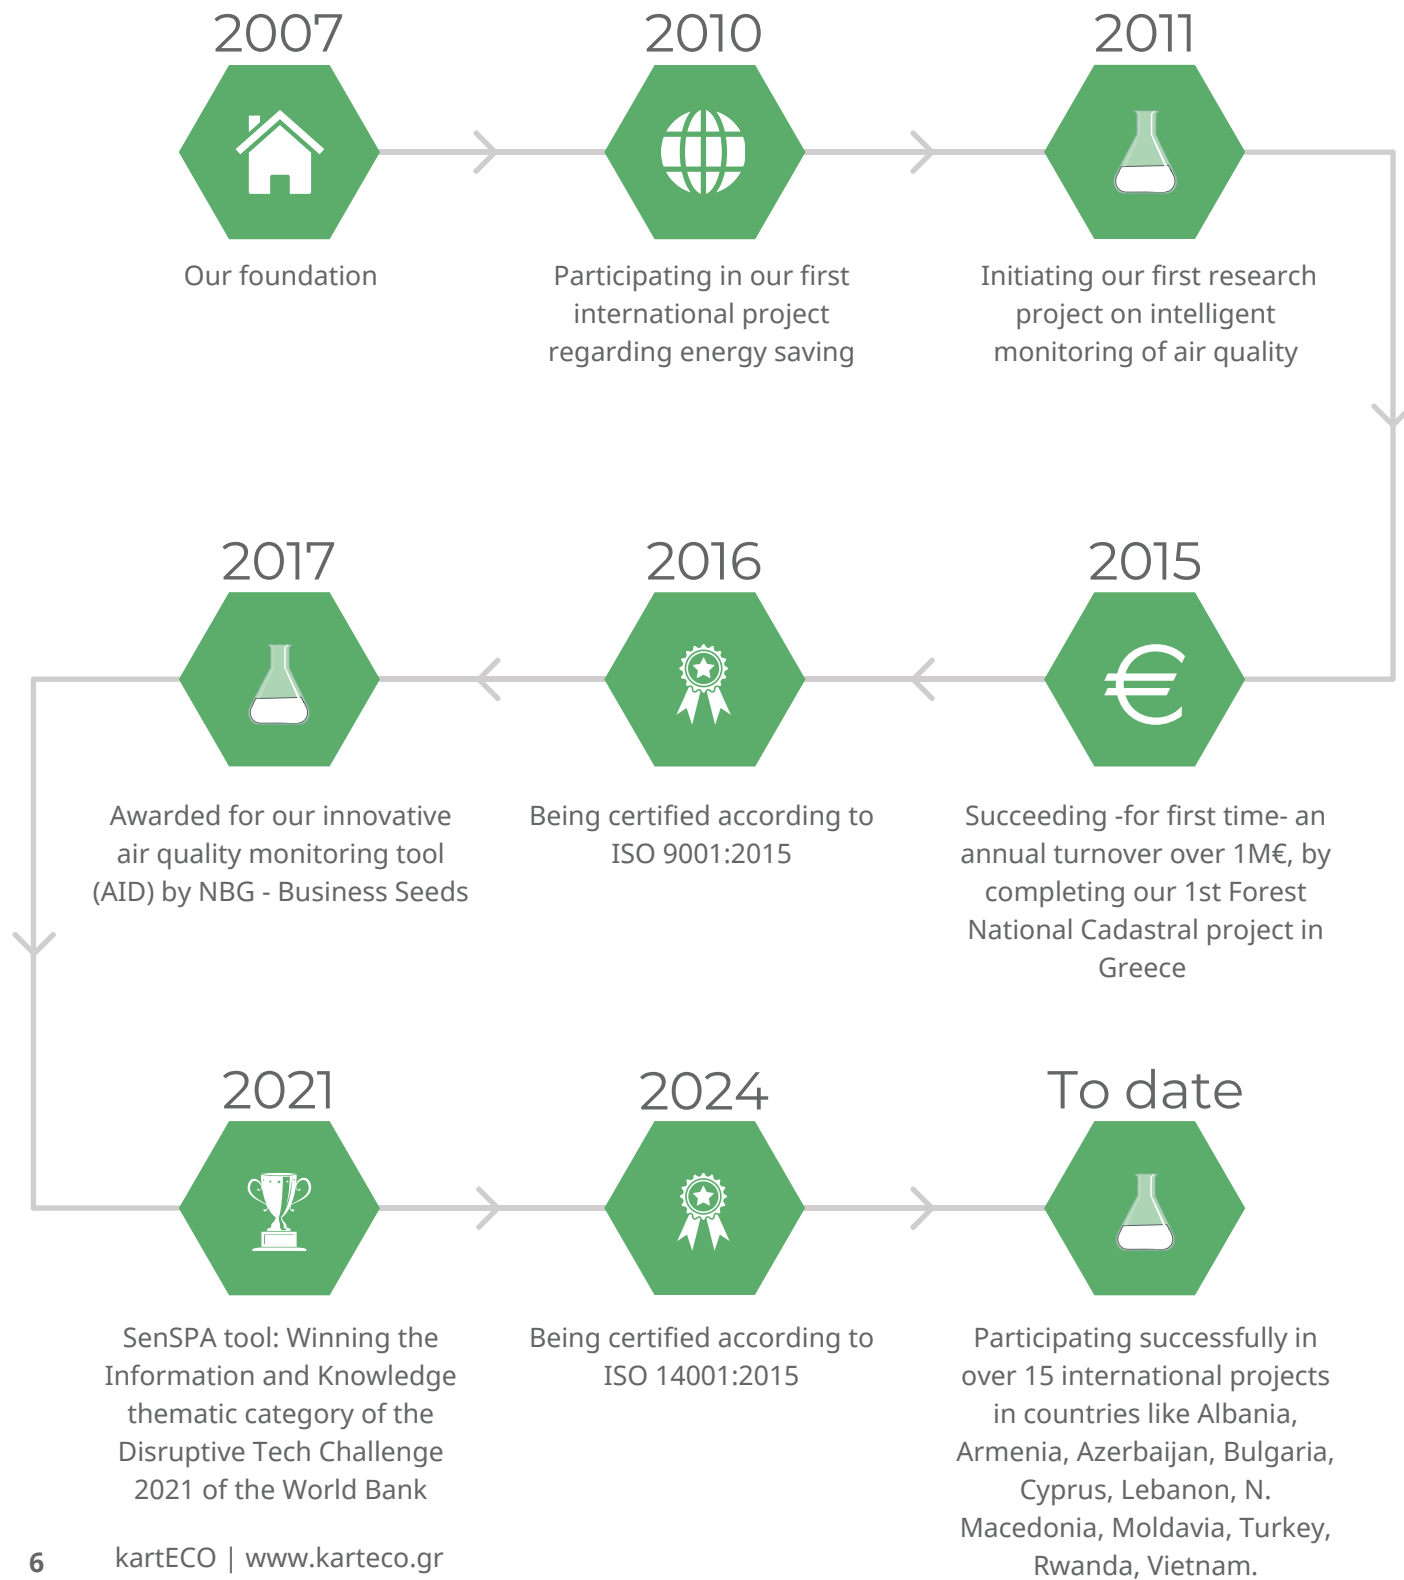 2007
Our foundation
2010
Participating in our first
international project
regarding energy saving
2011
Initiating our first research
project on intelligent
monitoring of air quality
2015
€
Succeeding -for first time- an
annual turnover over 1M€, by
completing our 1st Forest
National Cadastral project in
Greece
2016
Being certified according to
ISO 9001:2015
2017
Awarded for our innovative
air quality monitoring tool
(AID) by NBG - Business Seeds
2021
SenSPA tool: Winning the
Information and Knowledge
thematic category of the
Disruptive Tech Challenge
2021 of the World Bank
2024
Being certified according to
ISO 14001:2015
To date
Participating successfully in
over 15 international projects
in countries like Albania,
Armenia, Azerbaijan, Bulgaria,
Cyprus, Lebanon, N.
Macedonia, Moldavia, Turkey,
Rwanda, Vietnam.
6 kartECO | www.karteco.gr